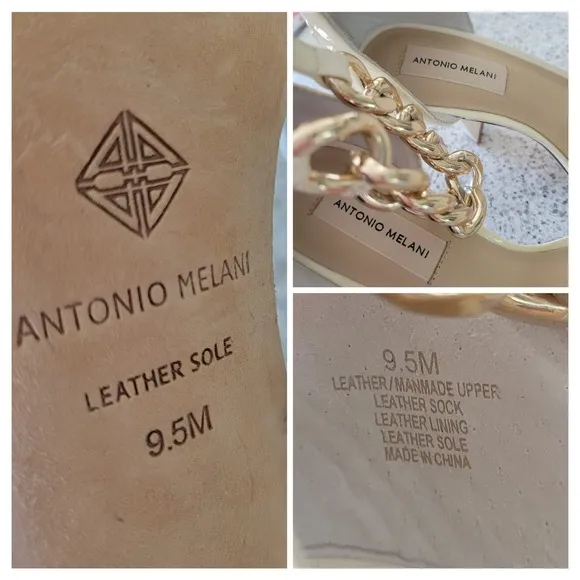 ANTONIO MELANI
LEATHER SOLE
9.5M
ANTONIO MELANI
ANTONIO MELANI
9.5M
LEATHER/MANMADE UPPER
LEATHER SOCK
LEATHER LINING
LEATHER SOLE
MADE IN CHINA